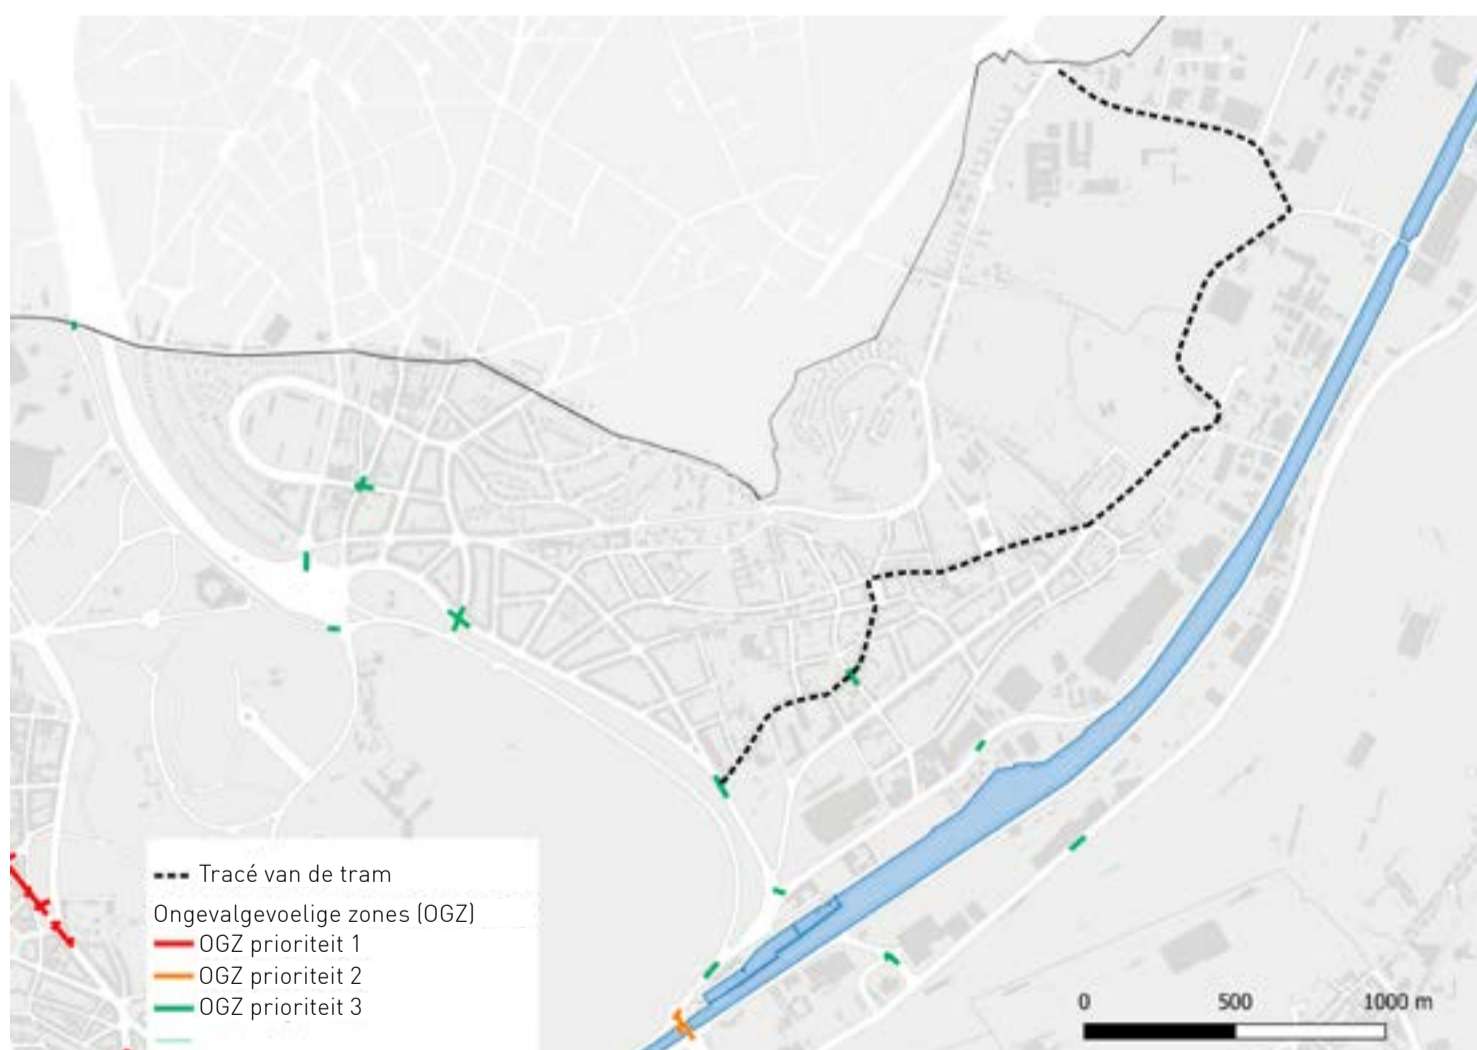 Tracé van de tram
Ongevalgevoelige zones (OGZ)
OGZ prioriteit 1
OGZ prioriteit 2
OGZ prioriteit 3
0 500 1000 m